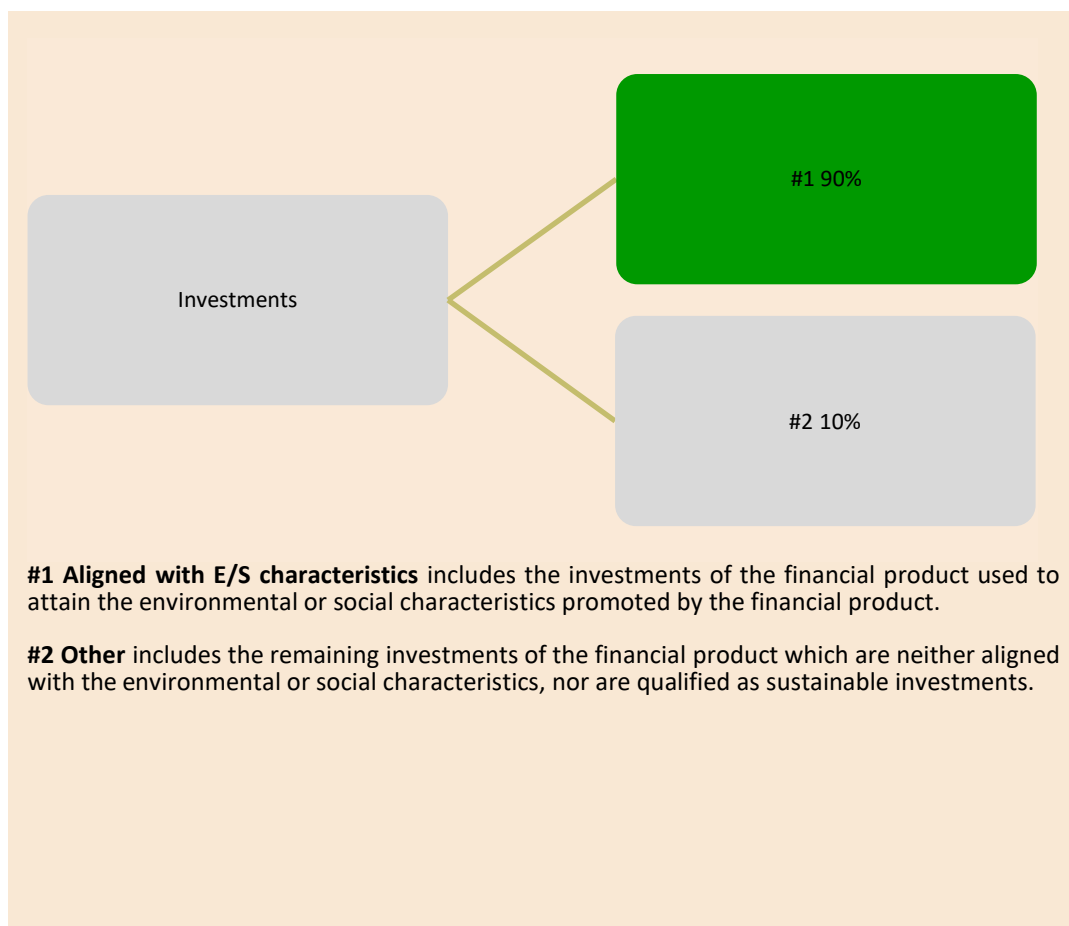 #1 90%
Investments
#2 10%
#1 Aligned with E/S characteristics includes the investments of the financial product used to
attain the environmental or social characteristics promoted by the financial product.
#2 Other includes the remaining investments of the financial product which are neither aligned
with the environmental or social characteristics, nor are qualified as sustainable investments.